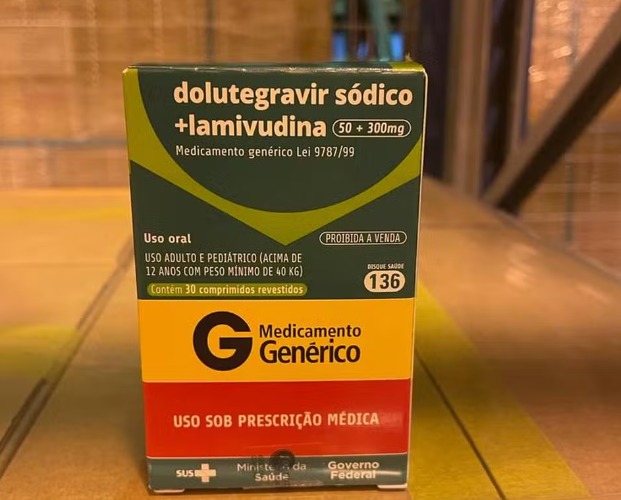 dolutegravir sódico
+lamivudina 50 + 300mg
Medicamento genérico Lei 9787/99
Uso oral
PROIBIDA A VENDA
USO ADULTO E PEDIÁTRICO (ACIMA DE
12 ANOS COM PESO MÍNIMO DE 40 KG)
Contém 30 comprimidos revestidos
DISQUE SAÚDE
136
G Medicamento
Genérico
USO SOB PRESCRIÇÃO MÉDICA
SUS
da
Saúde
Governo
Federal